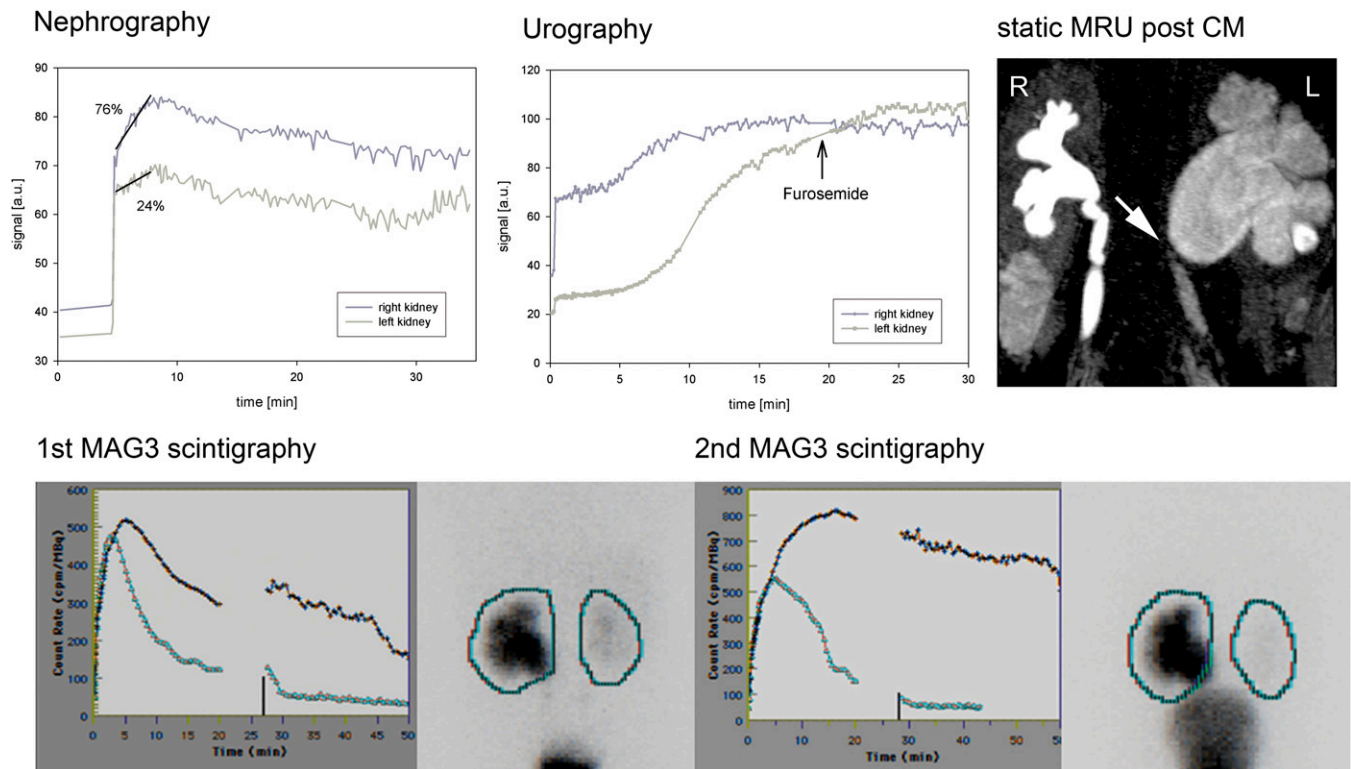 Nephrography
Urography
static MRU post CM
90
80
70
60
50
40
30
signal [a.u.]
76%
24%
right kidney
left kidney
0
10
20
30
time [min]
120
100
80
60
40
20
0
signal [a.u.]
Furosemide
right kidney
left kidney
0
5
10
15
20
25
30
time [min]
R
L
1st MAG3 scintigraphy
2nd MAG3 scintigraphy
600
500
400
300
200
100
0
Count Rate (cpm/MBq)
0 5 10 15 20 25 30 35 40 45 50
Time (min)
900
800
700
600
500
400
300
200
100
0
Count Rate (cpm/MBq)
0
10
20
30
40
50
Time (min)